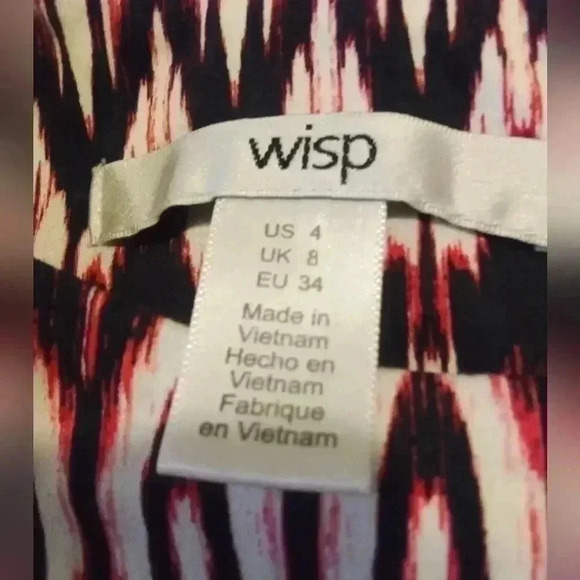 wisp
US 4
UK 8
EU 34
Made in
Vietnam
Hecho en
Vietnam
Fabrique
en Vietnam